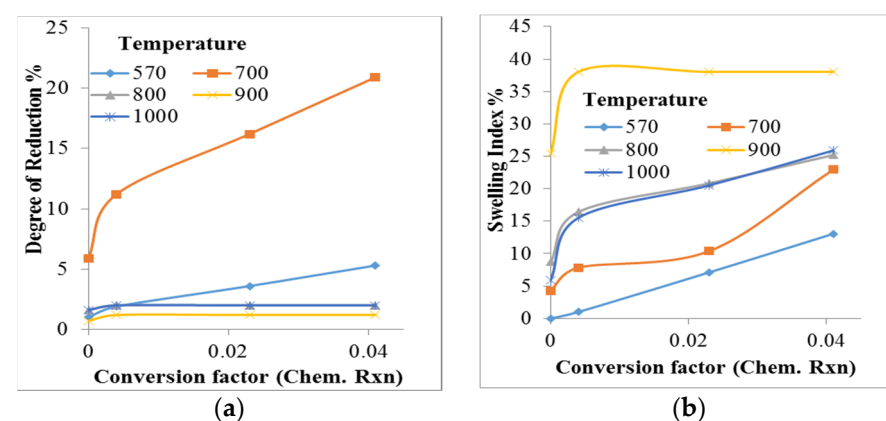 Temperature
570 700
800 900
1000
Degree of Reduction %
25
20
15
10
5
0
0 0.02 0.04
Conversion factor (Chem. Rxn)
(a)
Temperature
570 700
800 900
1000
Swelling Index %
45
40
35
30
25
20
15
10
5
0
0 0.02 0.04
Conversion factor (Chem. Rxn)
(b)